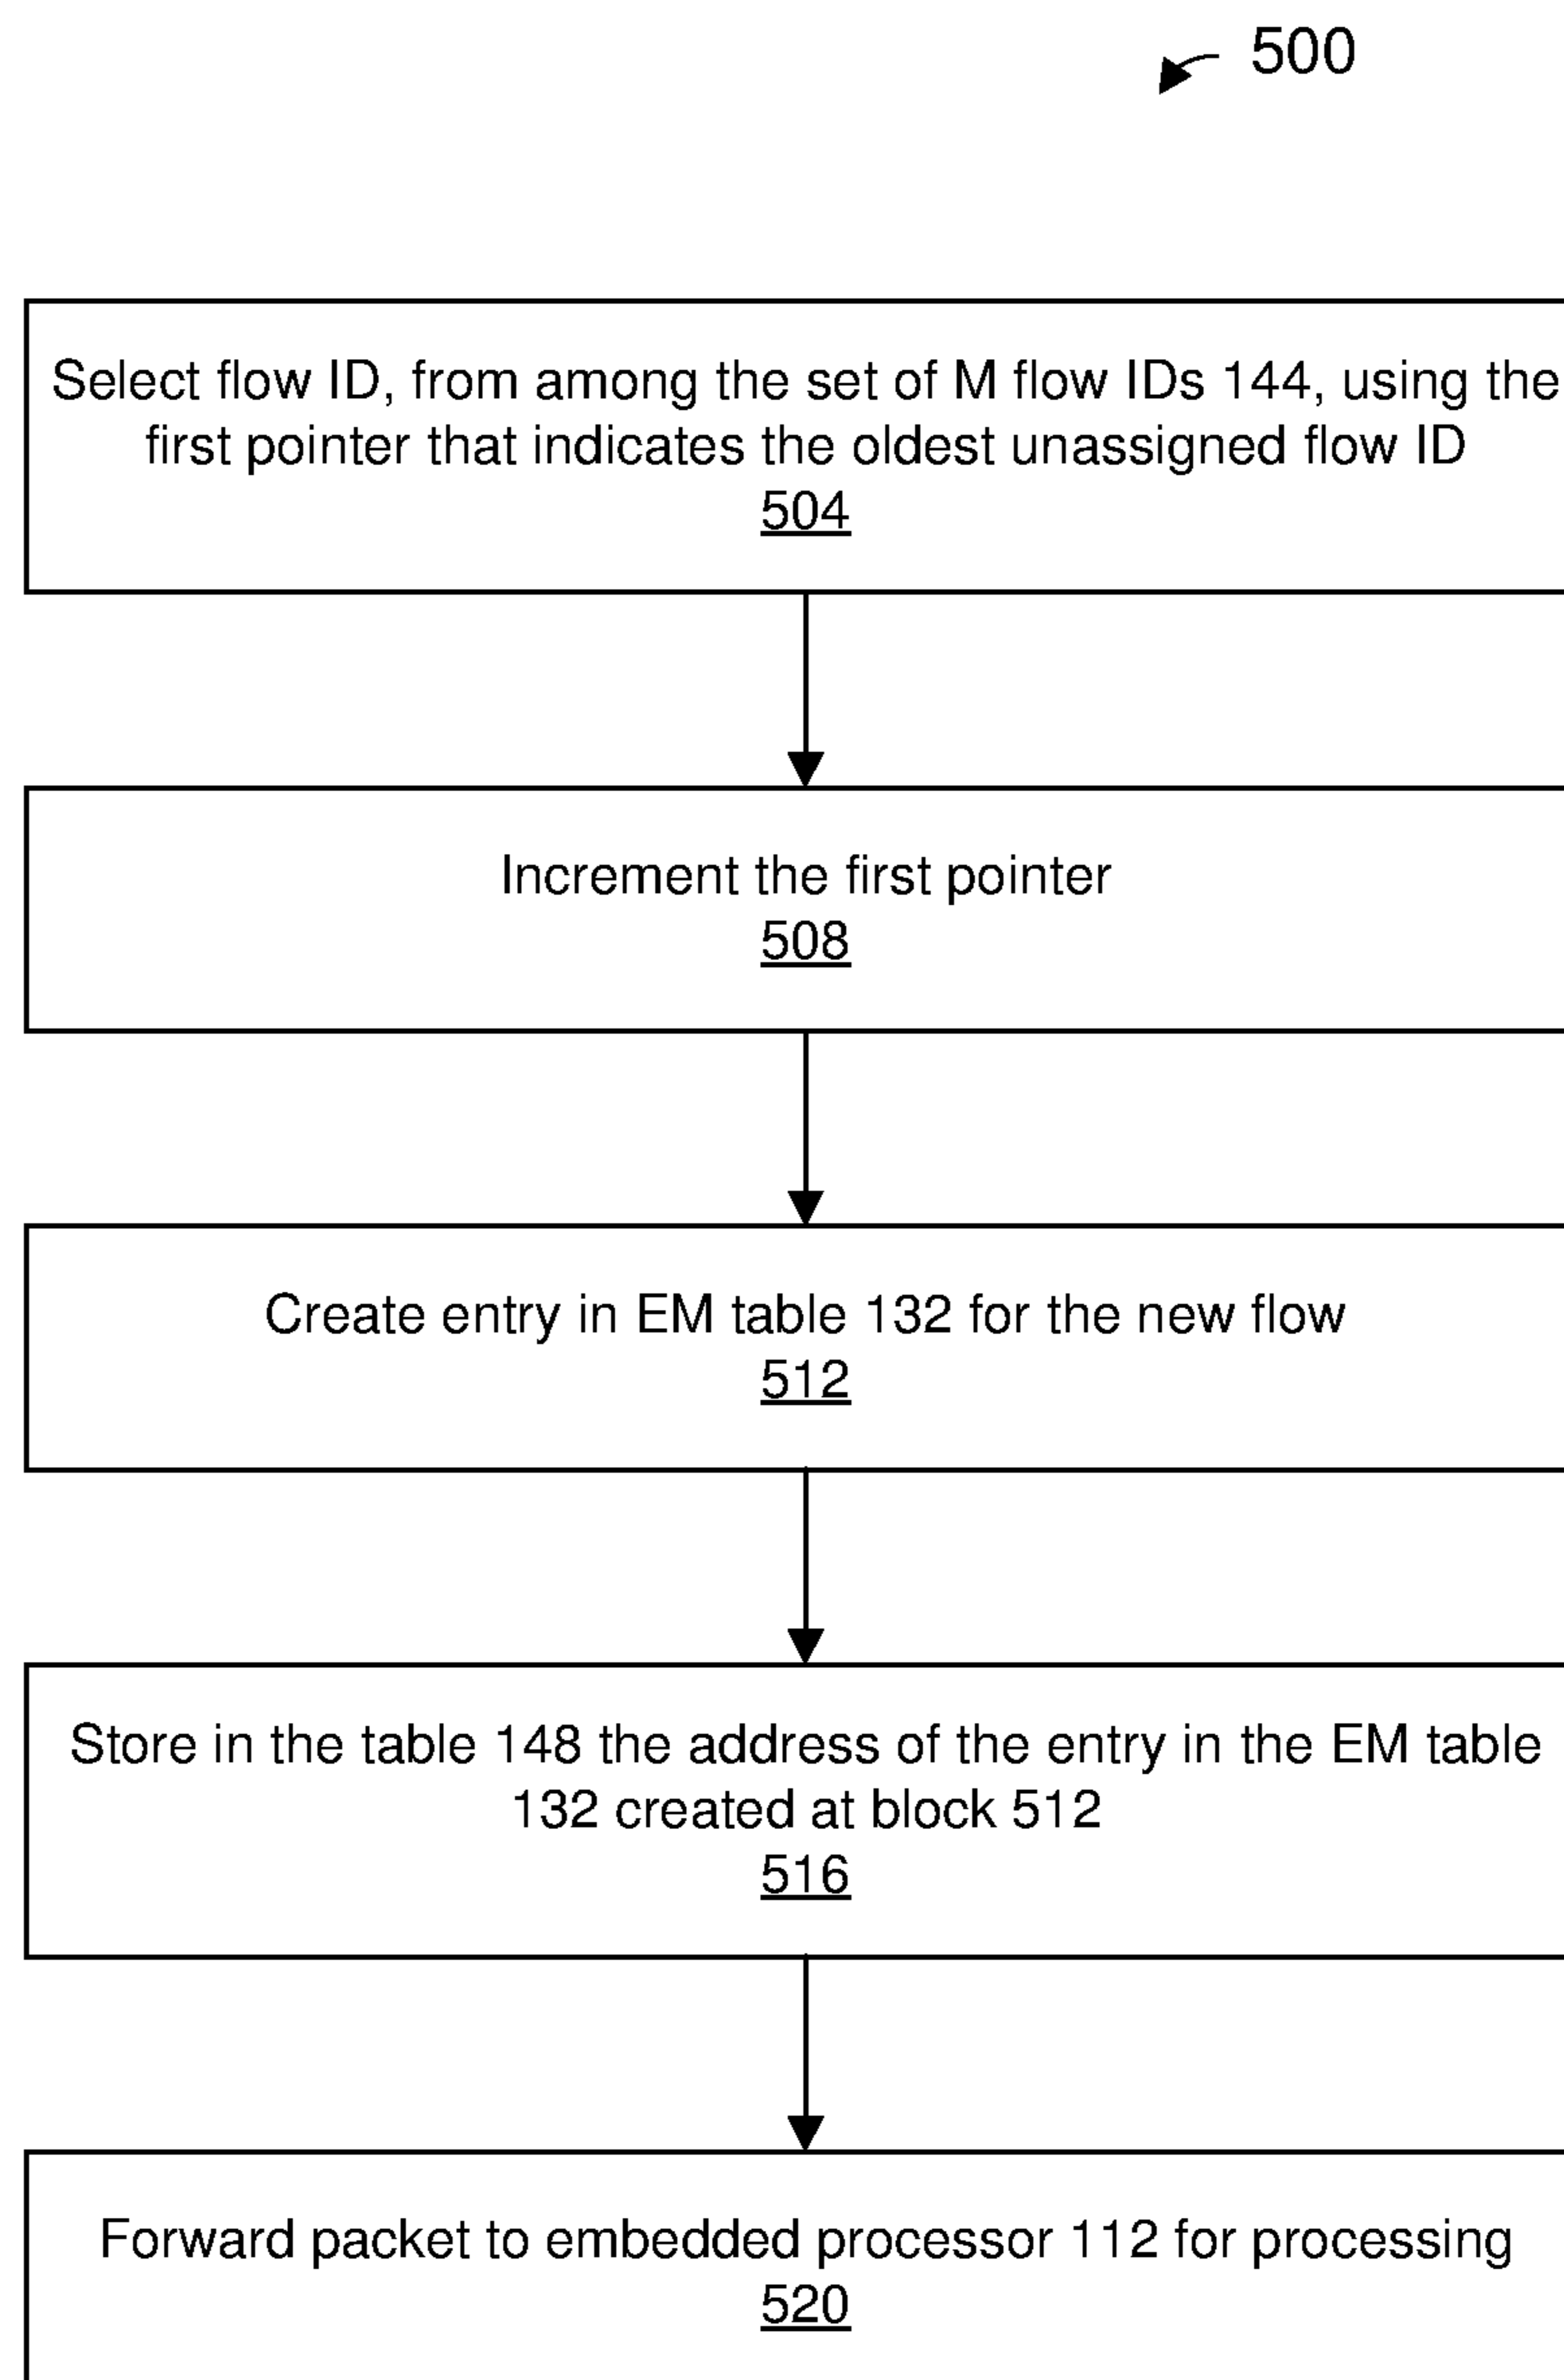 500
Select flow ID, from among the set of M flow IDs 144, using the
first pointer that indicates the oldest unassigned flow ID
504
Increment the first pointer
508
Create entry in EM table 132 for the new flow
512
Store in the table 148 the address of the entry in the EM table
132 created at block 512
516
Forward packet to embedded processor 112 for processing
520